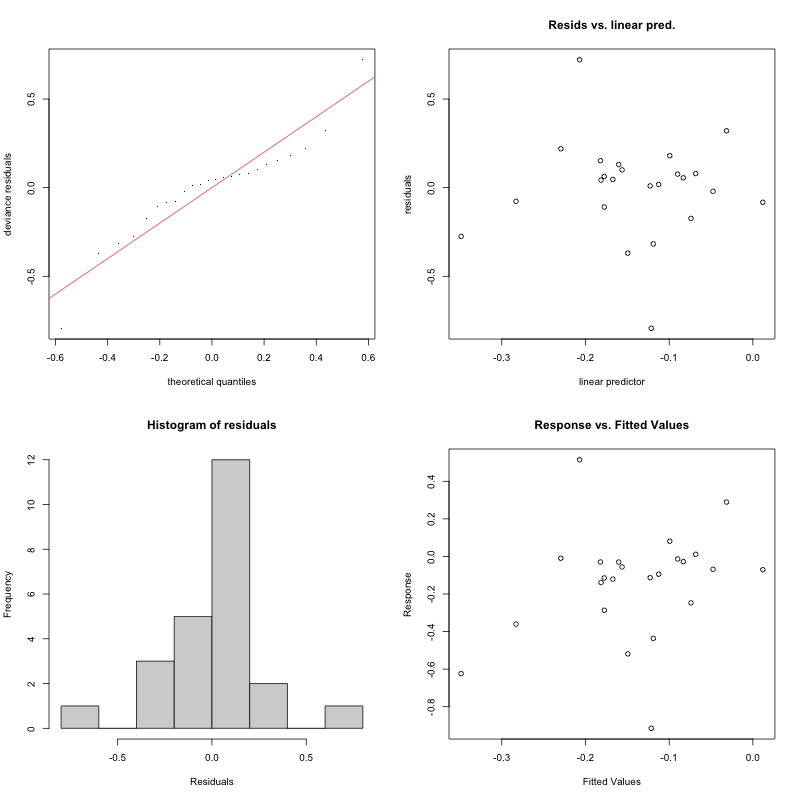 0.5
0.0
-0.5
deviance residuals
-0.6 -0.4 -0.2 0.0 0.2 0.4 0.6
theoretical quantiles
Resids vs. linear pred.
0.5
0.0
-0.5
residuals
-0.3 -0.2 -0.1 0.0
linear predictor
Histogram of residuals
12
10
8
6
4
2
0
Frequency
-0.5 0.0 0.5
Residuals
Response vs. Fitted Values
0.4
0.2
0.0
-0.2
-0.4
-0.6
-0.8
Response
-0.3 -0.2 -0.1 0.0
Fitted Values